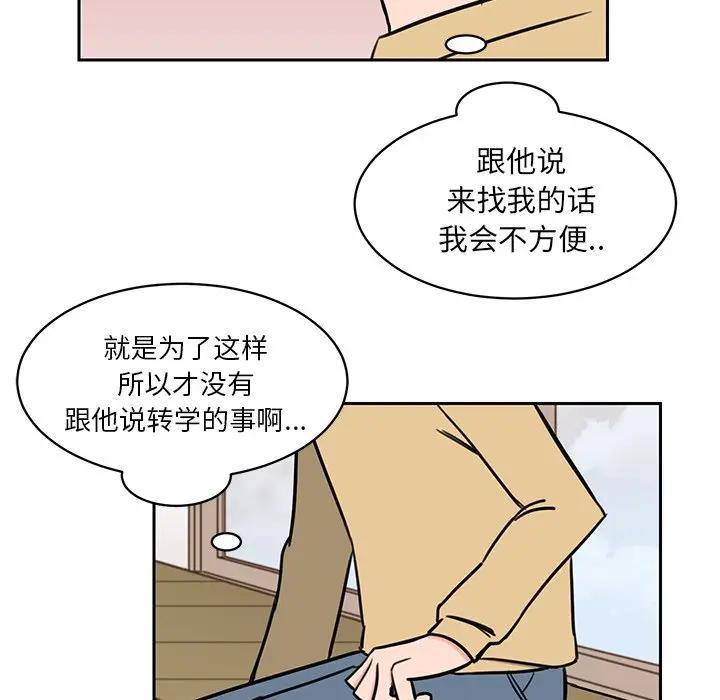 跟他说
来找我的话
我会不方便..
就是为了这样
所以才没有
跟他说转学的事啊...